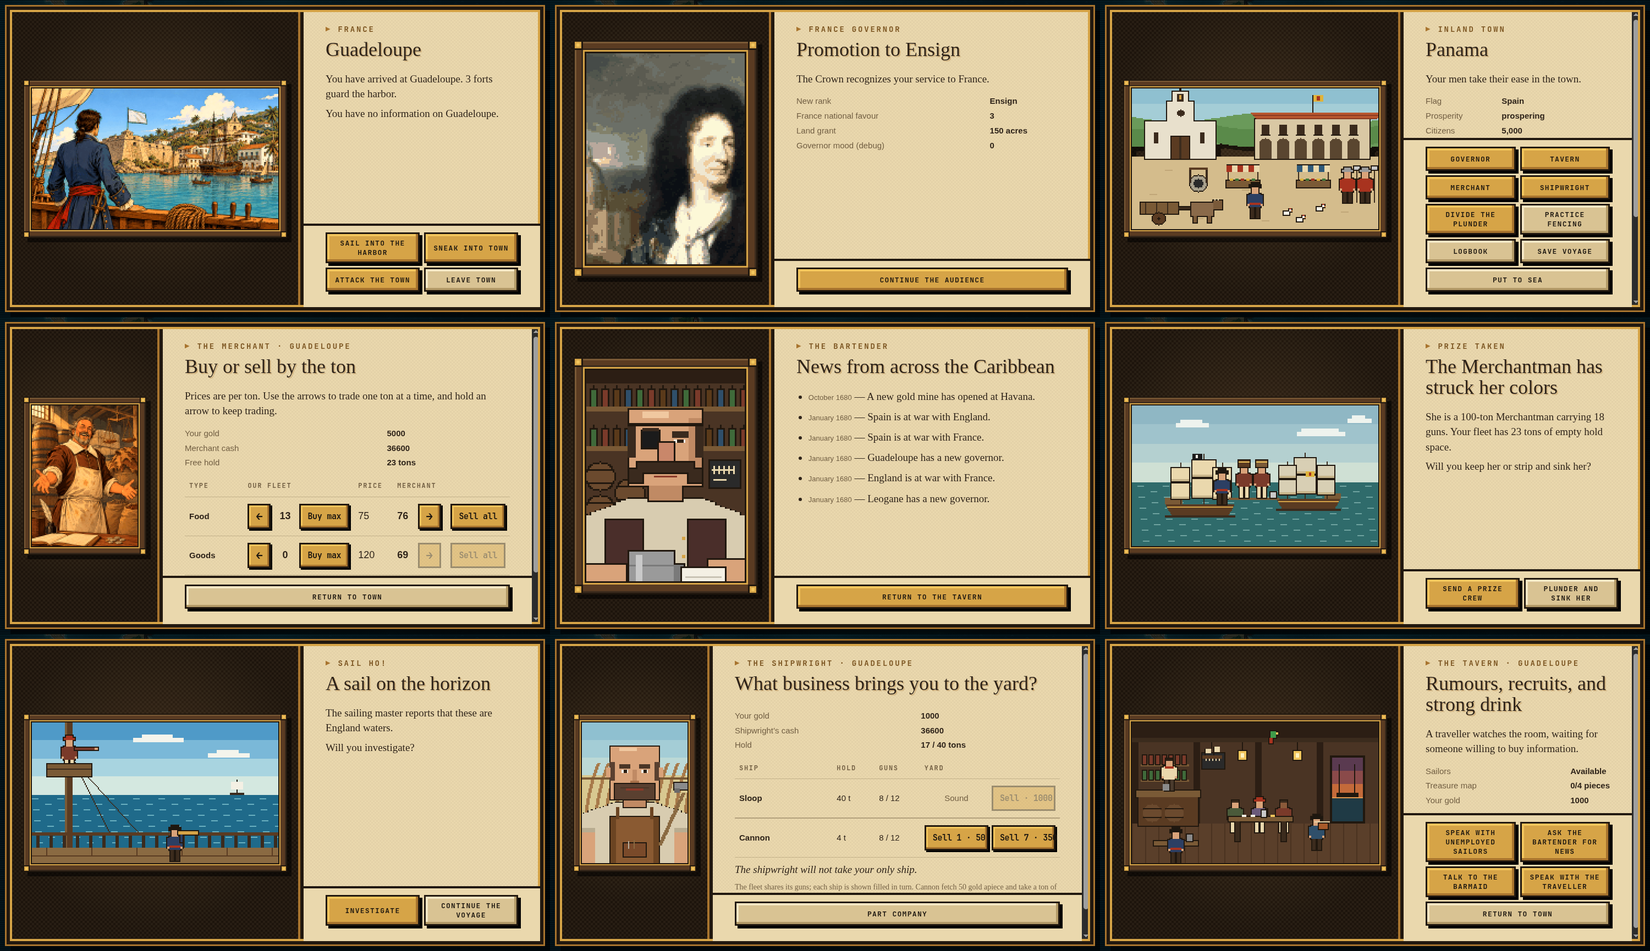 ▶ FRANCE
Guadeloupe
You have arrived at Guadeloupe. 3 forts
guard the harbor.
You have no information on Guadeloupe.
SAIL INTO THE
HARBOR
SNEAK INTO TOWN
ATTACK THE TOWN
LEAVE TOWN
▶ FRANCE GOVERNOR
Promotion to Ensign
The Crown recognizes your service to France.
New rank Ensign
France national favour 3
Land grant 150 acres
Governor mood (debug) 0
CONTINUE THE AUDIENCE
▶ INLAND TOWN
Panama
Your men take their ease in the town.
Flag Spain
Prosperity prospering
Citizens 5,000
GOVERNOR
TAVERN
MERCHANT
SHIPWRIGHT
DIVIDE THE
PLUNDER
PRACTICE
FENCING
LOGBOOK
SAVE VOYAGE
PUT TO SEA
▶ THE MERCHANT · GUADELOUPE
Buy or sell by the ton
Prices are per ton. Use the arrows to trade one ton at a time, and hold an
arrow to keep trading.
Your gold 5000
Merchant cash 36600
Free hold 23 tons
TYPE OUR FLEET PRICE MERCHANT
Food ← 13 Buy max 75 76 → Sell all
Goods ← 0 Buy max 120 69 → Sell all
RETURN TO TOWN
▶ THE BARTENDER
News from across the Caribbean
• October 1680 — A new gold mine has opened at Havana.
• January 1680 — Spain is at war with England.
• January 1680 — Spain is at war with France.
• January 1680 — Guadeloupe has a new governor.
• January 1680 — England is at war with France.
• January 1680 — Leogane has a new governor.
RETURN TO THE TAVERN
▶ PRIZE TAKEN
The Merchantman has
struck her colors
She is a 100-ton Merchantman carrying 18
guns. Your fleet has 23 tons of empty hold
space.
Will you keep her or strip and sink her?
SEND A PRIZE
CREW
PLUNDER AND
SINK HER
▶ SAIL HO!
A sail on the horizon
The sailing master reports that these are
England waters.
Will you investigate?
INVESTIGATE
CONTINUE THE
VOYAGE
▶ THE SHIPWRIGHT · GUADELOUPE
What business brings you to the yard?
Your gold 1000
Shipwright's cash 36600
Hold 17 / 40 tons
SHIP HOLD GUNS YARD
Sloop 40 t 8 / 12 Sound Sell · 1000
Cannon 4 t 8 / 12 Sell 1 · 50 Sell 7 · 35
The shipwright will not take your only ship.
The fleet shares its guns; each ship is shown filled in turn. Cannon fetch 50 gold apiece and take a ton of
PART COMPANY
▶ THE TAVERN · GUADELOUPE
Rumours, recruits, and
strong drink
A traveller watches the room, waiting for
someone willing to buy information.
Sailors Available
Treasure map 0/4 pieces
Your gold 1000
SPEAK WITH
UNEMPLOYED
SAILORS
ASK THE
BARTENDER FOR
NEWS
TALK TO THE
BARMAID
SPEAK WITH THE
TRAVELLER
RETURN TO TOWN